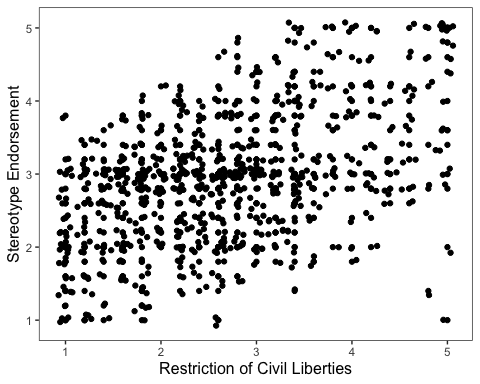 5
4
3
2
1
Stereotype Endorsement
1 2 3 4 5
Restriction of Civil Liberties